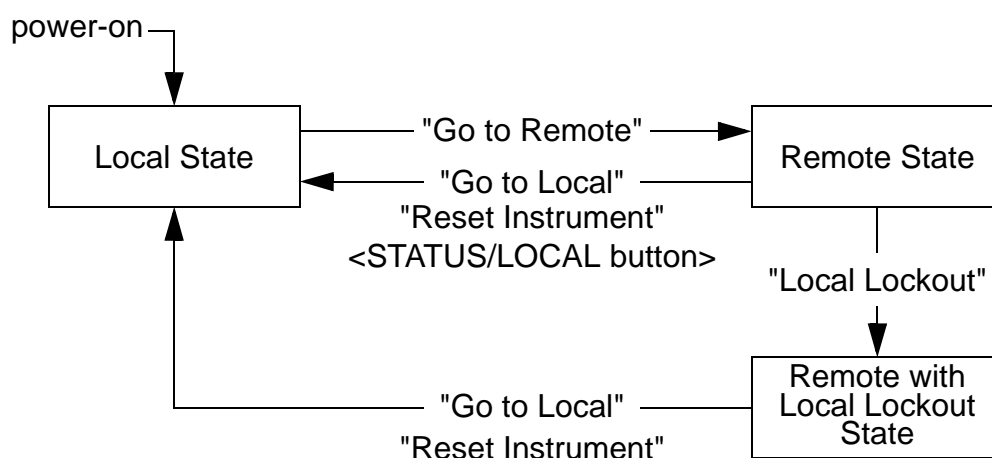 power-on
Local State
"Go to Remote"
Remote State
"Go to Local"
"Reset Instrument"
<STATUS/LOCAL button>
"Local Lockout"
Remote with
Local Lockout
State
"Go to Local"
"Reset Instrument"